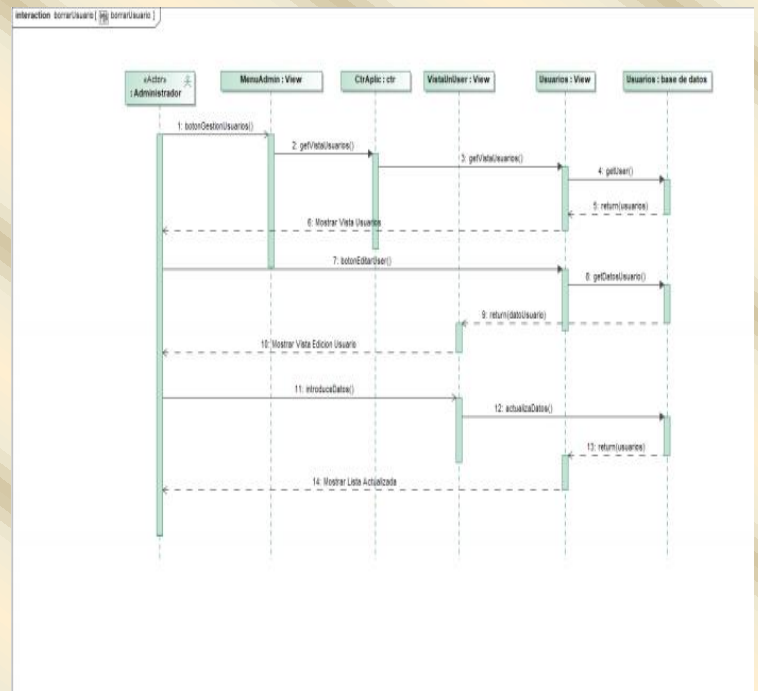 interaction borrarUsuario [ borrarUsuario ]
«Actor»
: Administrador
MenuAdmin : View
CtrAplic : ctr
VistaUnUser : View
Usuarios : View
Usuarios : base de datos
1: botonGestionUsuarios()
2: getVistaUsuarios()
3: getVistaUsuarios()
4: getUser()
5: return(usuarios)
6: Mostrar Vista Usuarios
7: botonEditarUser()
8: getDatosUsuario()
9: return(datoUsuario)
10: Mostrar Vista Edicion Usuario
11: introduceDatos()
12: actualizaDatos()
13: return(usuarios)
14: Mostrar Lista Actualizada